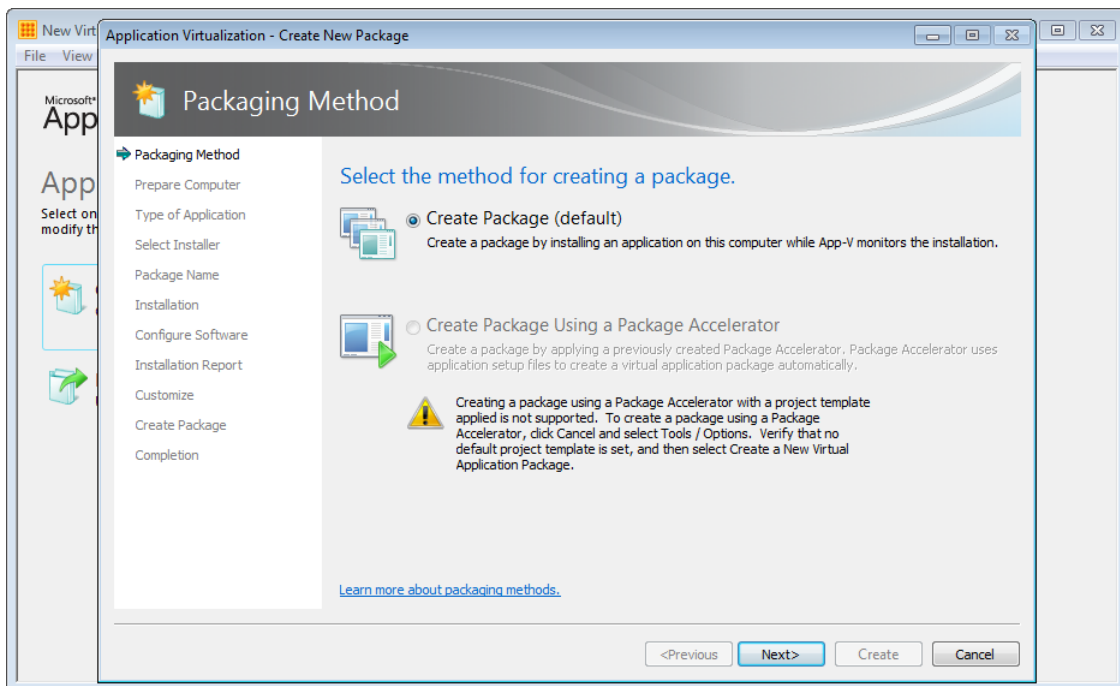 New Virt
File View
Application Virtualization - Create New Package
Microsoft®
App
App
Select on
modify th
Packaging Method
Packaging Method
Prepare Computer
Type of Application
Select Installer
Package Name
Installation
Configure Software
Installation Report
Customize
Create Package
Completion
Select the method for creating a package.
Create Package (default)
Create a package by installing an application on this computer while App-V monitors the installation.
Create Package Using a Package Accelerator
Create a package by applying a previously created Package Accelerator. Package Accelerator uses
application setup files to create a virtual application package automatically.
Creating a package using a Package Accelerator with a project template
applied is not supported. To create a package using a Package
Accelerator, click Cancel and select Tools / Options. Verify that no
default project template is set, and then select Create a New Virtual
Application Package.
Learn more about packaging methods.
<Previous Next> Create Cancel